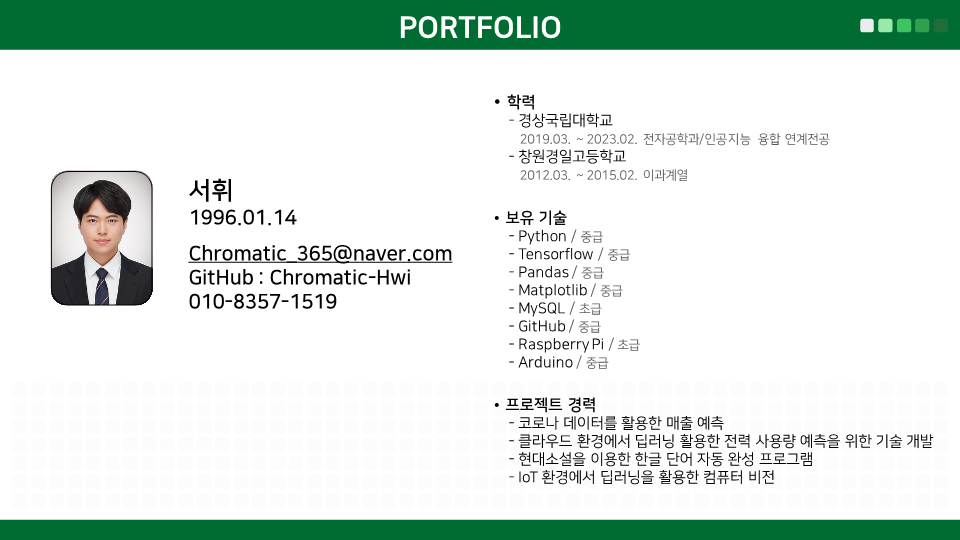 PORTFOLIO
서휘
1996.01.14
Chromatic_365@naver.com
GitHub : Chromatic-Hwi
010-8357-1519
• 학력
- 경상국립대학교
2019.03. ~ 2023.02. 전자공학과/인공지능 융합 연계전공
- 창원경일고등학교
2012.03. ~ 2015.02. 이과계열
• 보유 기술
- Python / 중급
- Tensorflow / 중급
- Pandas / 중급
- Matplotlib / 중급
- MySQL / 초급
- GitHub / 중급
- Raspberry Pi / 초급
- Arduino / 중급
• 프로젝트 경력
- 코로나 데이터를 활용한 매출 예측
- 클라우드 환경에서 딥러닝 활용한 전력 사용량 예측을 위한 기술 개발
- 현대소설을 이용한 한글 단어 자동 완성 프로그램
- IoT 환경에서 딥러닝을 활용한 컴퓨터 비전